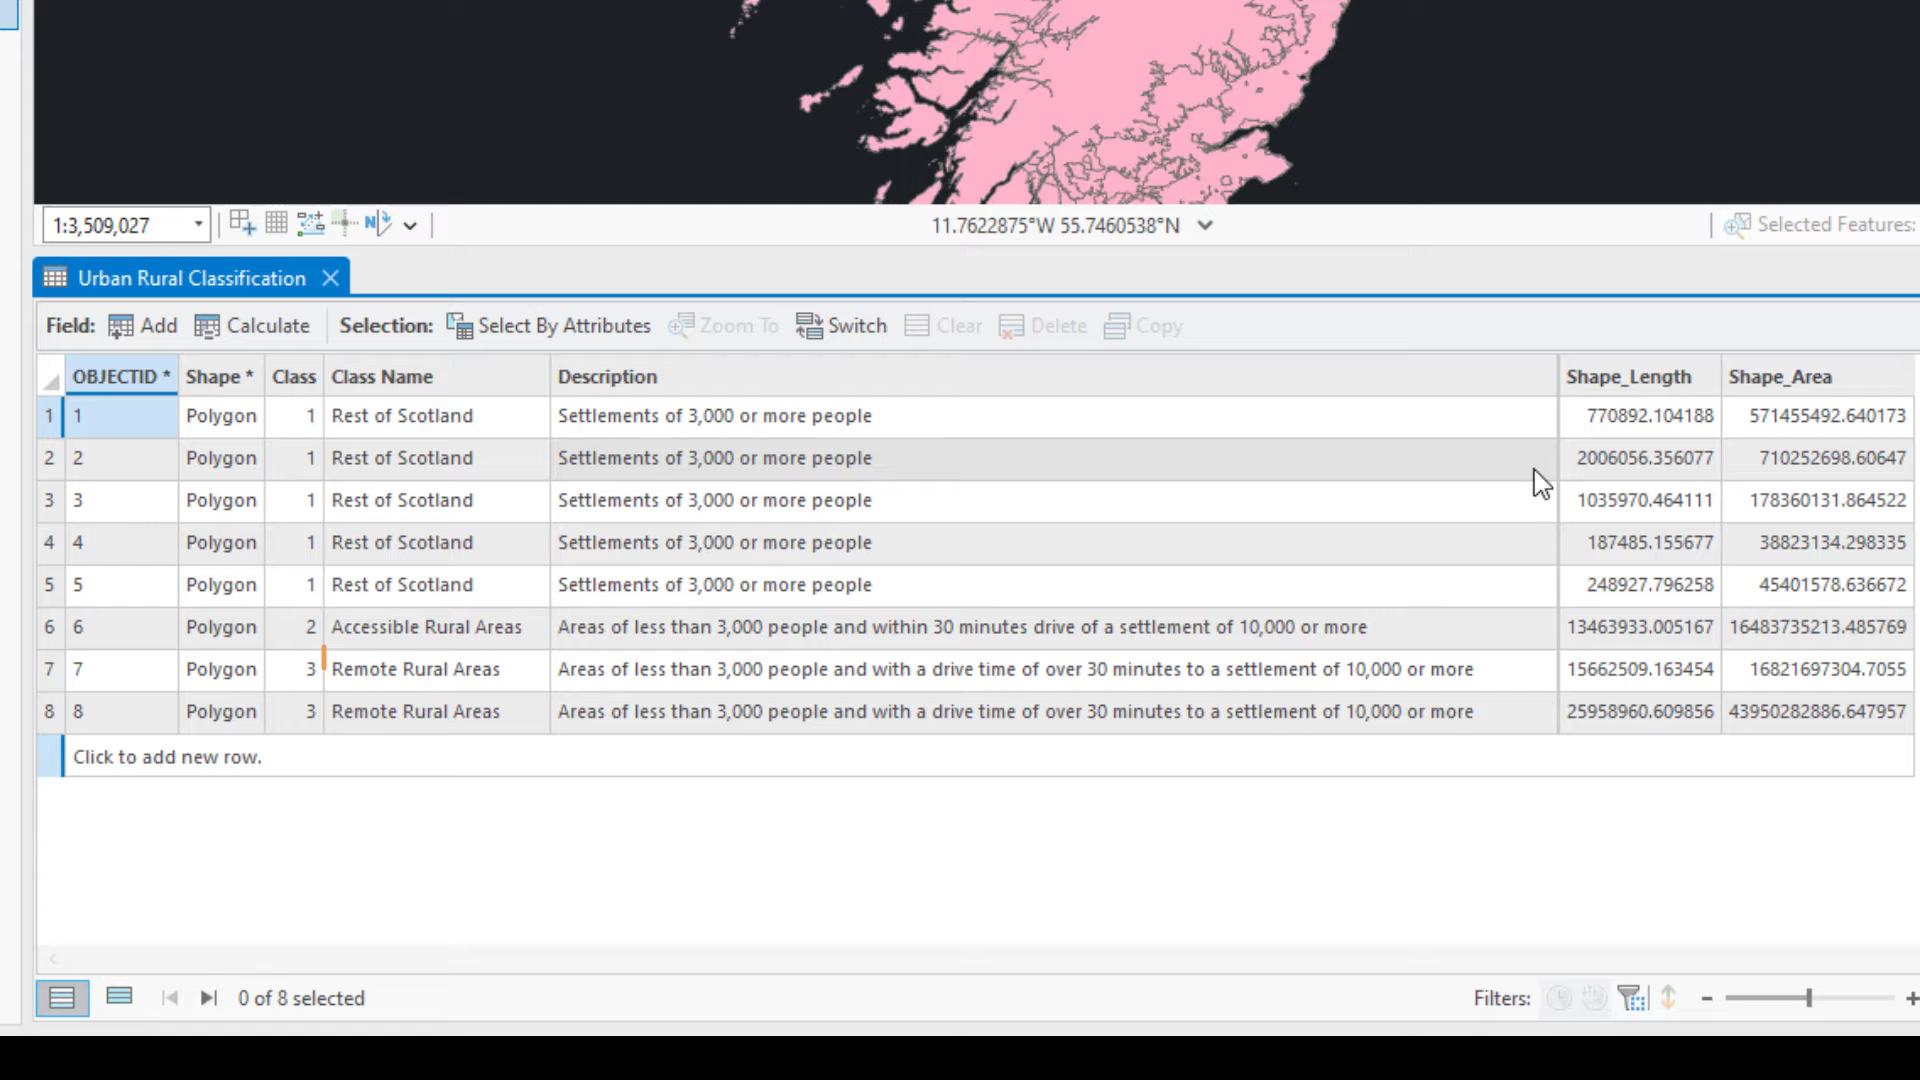 1:3,509,027 11.7622875°W 55.7460538°N Selected Features:
Urban Rural Classification
Field: Add Calculate Selection: Select By Attributes Zoom To Switch Clear Delete Copy
OBJECTID * Shape * Class Class Name Description Shape_Length Shape_Area
1 1 Polygon 1 Rest of Scotland Settlements of 3,000 or more people 770892.104188 571455492.640173
2 2 Polygon 1 Rest of Scotland Settlements of 3,000 or more people 2006056.356077 710252698.60647
3 3 Polygon 1 Rest of Scotland Settlements of 3,000 or more people 1035970.464111 178360131.864522
4 4 Polygon 1 Rest of Scotland Settlements of 3,000 or more people 187485.155677 38823134.298335
5 5 Polygon 1 Rest of Scotland Settlements of 3,000 or more people 248927.796258 45401578.636672
6 6 Polygon 2 Accessible Rural Areas Areas of less than 3,000 people and within 30 minutes drive of a settlement of 10,000 or more 13463933.005167 16483735213.485769
7 7 Polygon 3 Remote Rural Areas Areas of less than 3,000 people and with a drive time of over 30 minutes to a settlement of 10,000 or more 15662509.163454 16821697304.7055
8 8 Polygon 3 Remote Rural Areas Areas of less than 3,000 people and with a drive time of over 30 minutes to a settlement of 10,000 or more 25958960.609856 43950282886.647957
Click to add new row.
0 of 8 selected Filters: